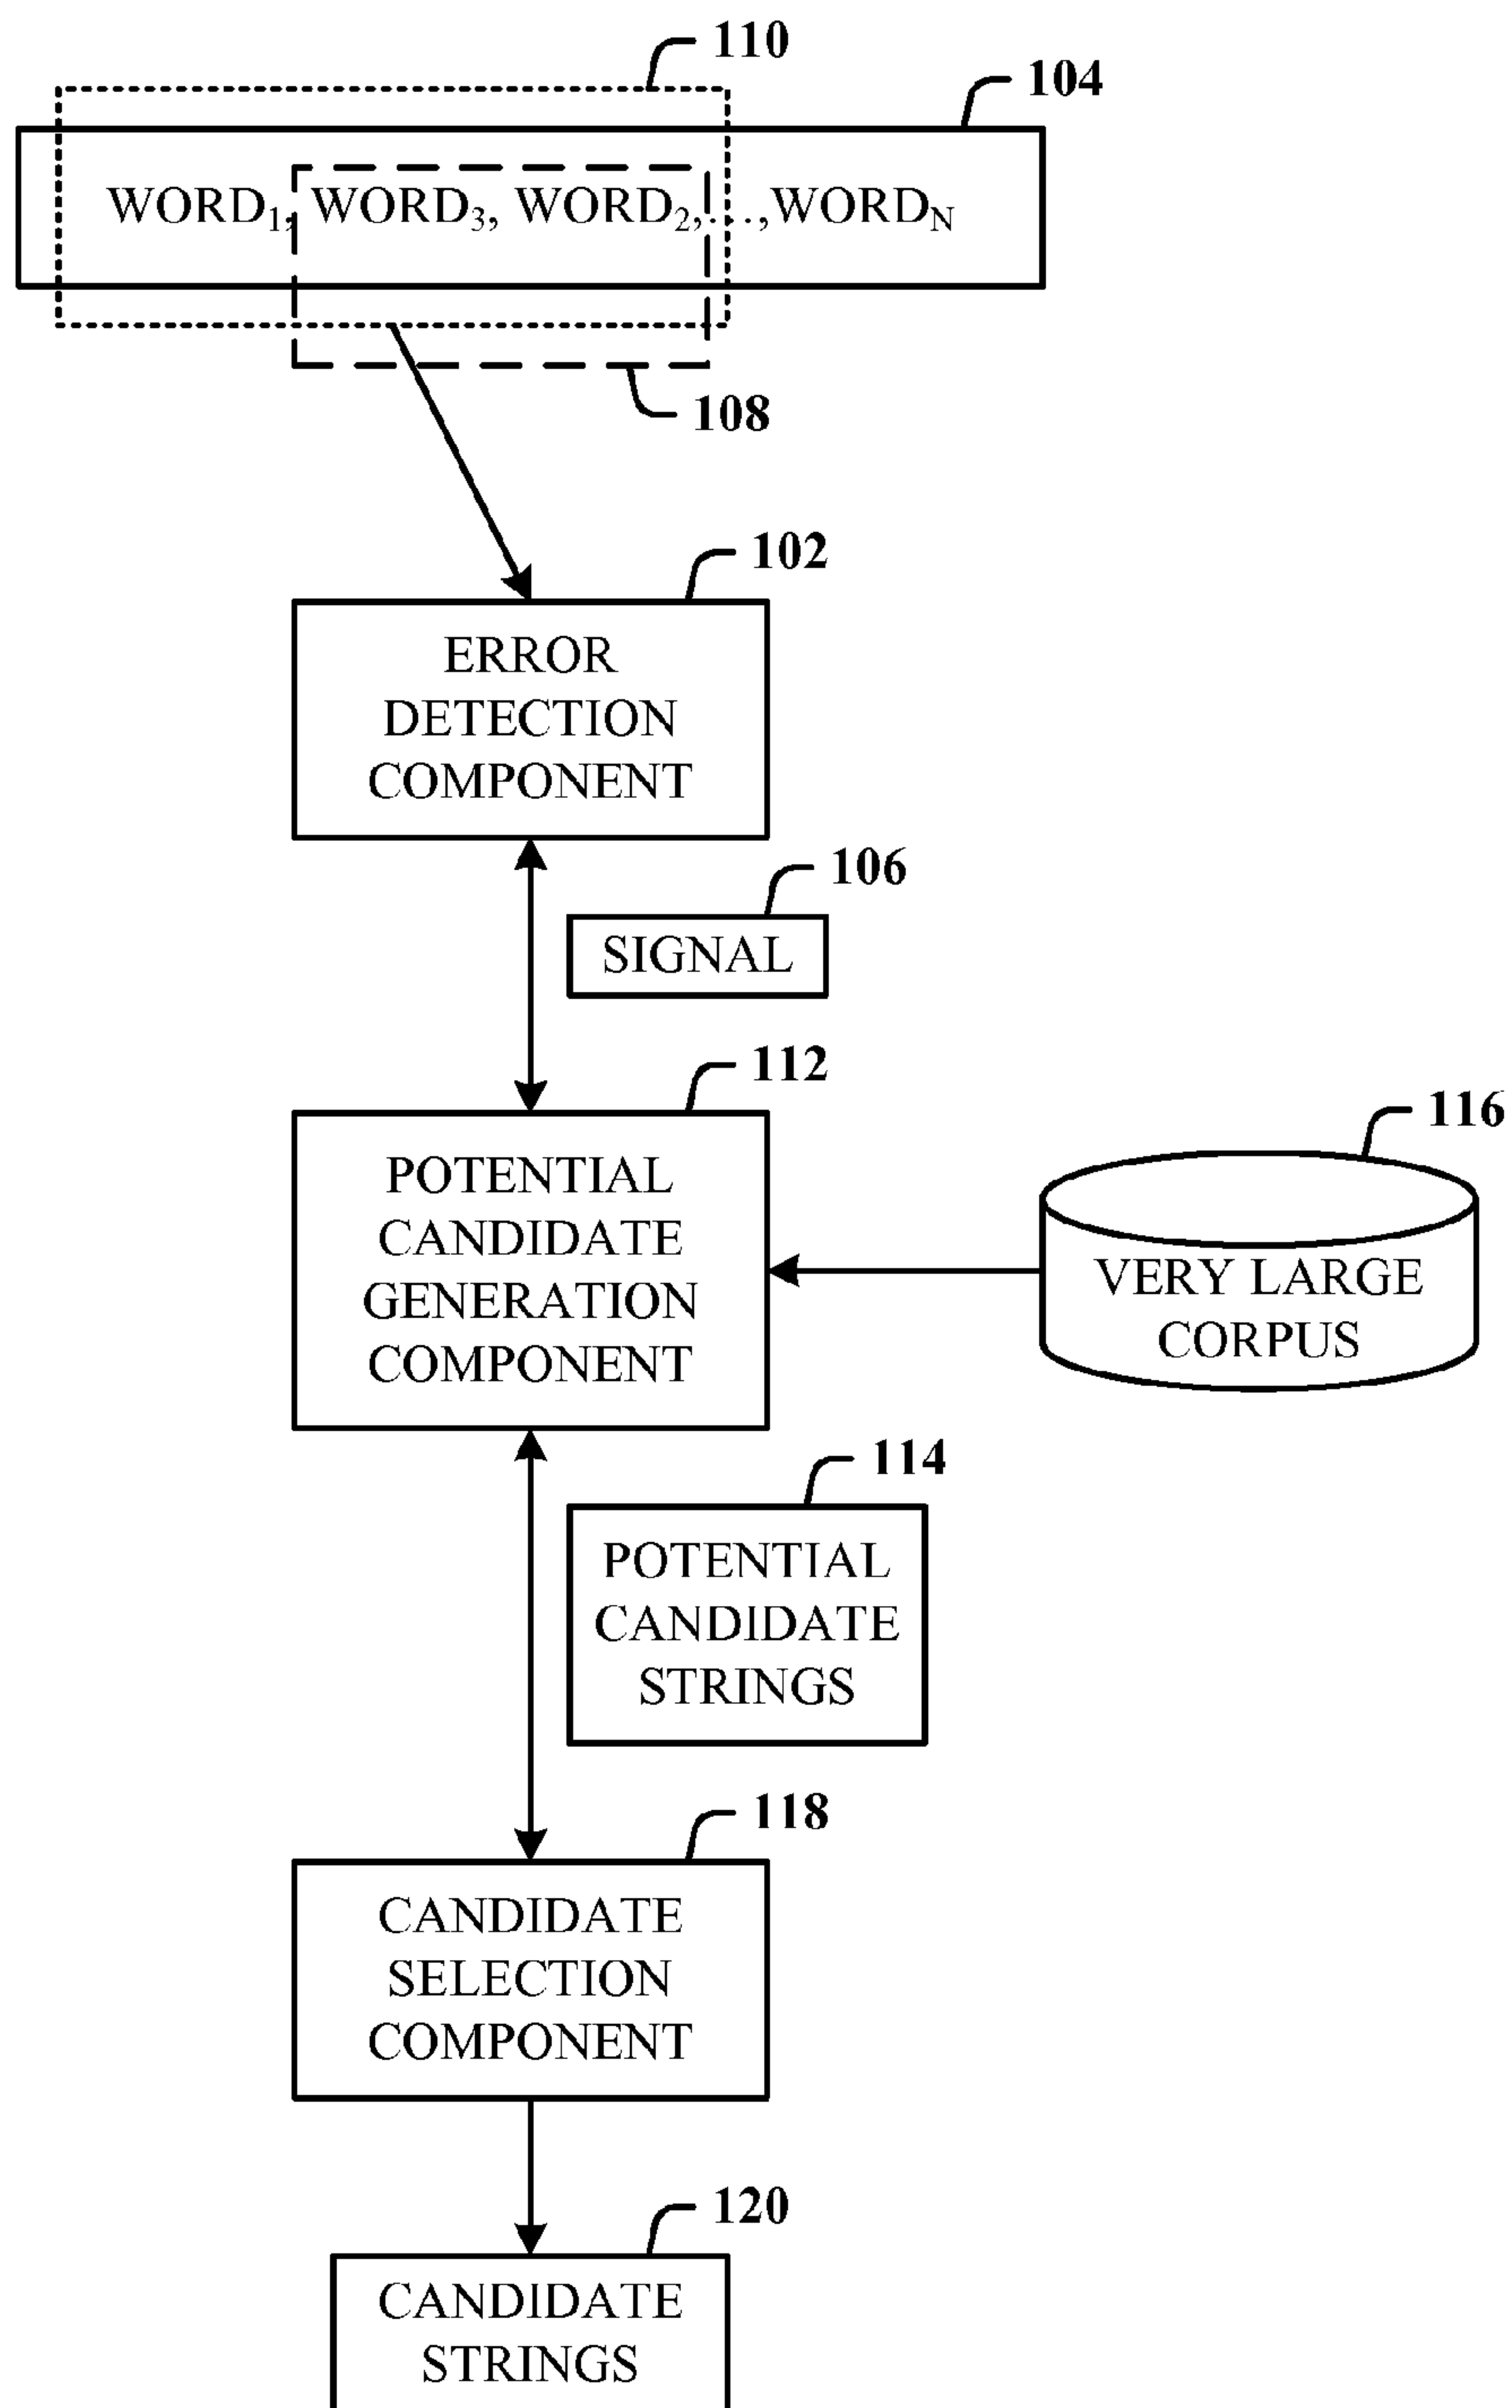 110
104
WORD1, WORD3, WORD2,...,WORDN
108
102
ERROR
DETECTION
COMPONENT
106
SIGNAL
112
POTENTIAL
CANDIDATE
GENERATION
COMPONENT
116
VERY LARGE
CORPUS
114
POTENTIAL
CANDIDATE
STRINGS
118
CANDIDATE
SELECTION
COMPONENT
120
CANDIDATE
STRINGS